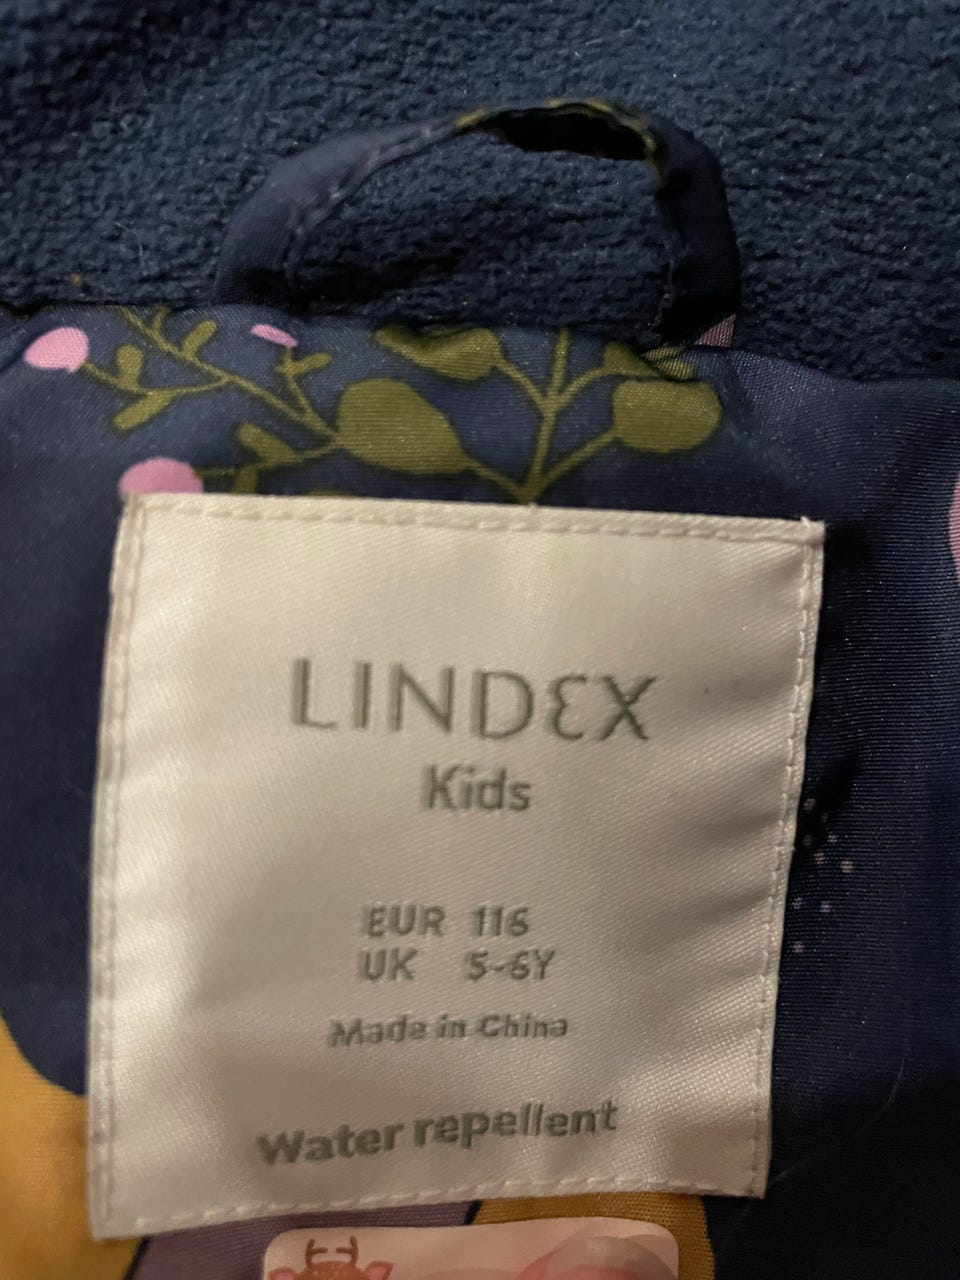 LINDEX
Kids
EUR 116
UK 5-6Y
Made in China
Water repellent